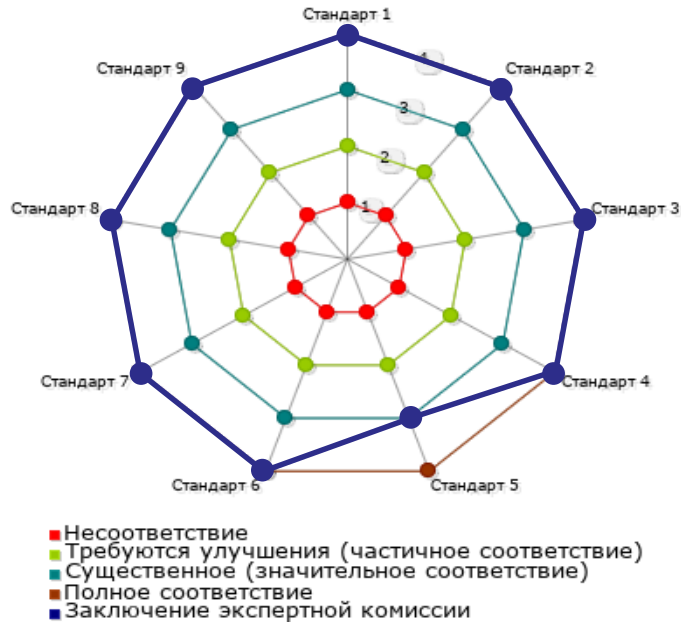 Стандарт 1
4
Стандарт 9
Стандарт 2
3
2
1
Стандарт 8
Стандарт 3
Стандарт 7
Стандарт 4
Стандарт 6
Стандарт 5
Несоответствие
Требуются улучшения (частичное соответствие)
Существенное (значительное соответствие)
Полное соответствие
Заключение экспертной комиссии